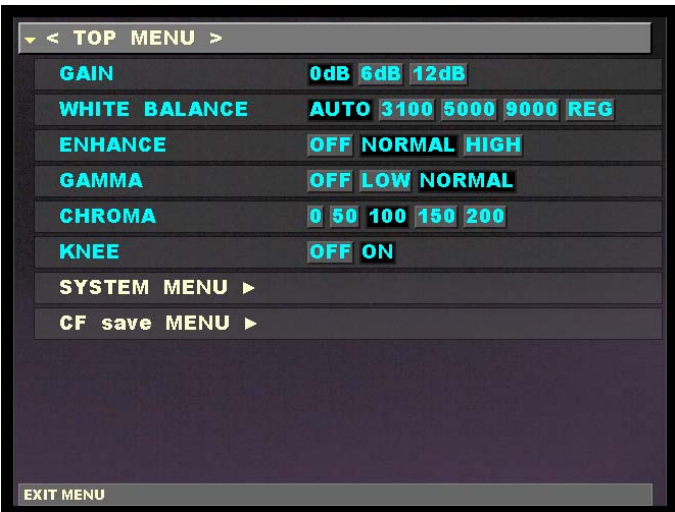 < TOP MENU >
GAIN 0dB 6dB 12dB
WHITE BALANCE AUTO 3100 5000 9000 REG
ENHANCE OFF NORMAL HIGH
GAMMA OFF LOW NORMAL
CHROMA 0 50 100 150 200
KNEE OFF ON
SYSTEM MENU ►
CF save MENU ►
EXIT MENU